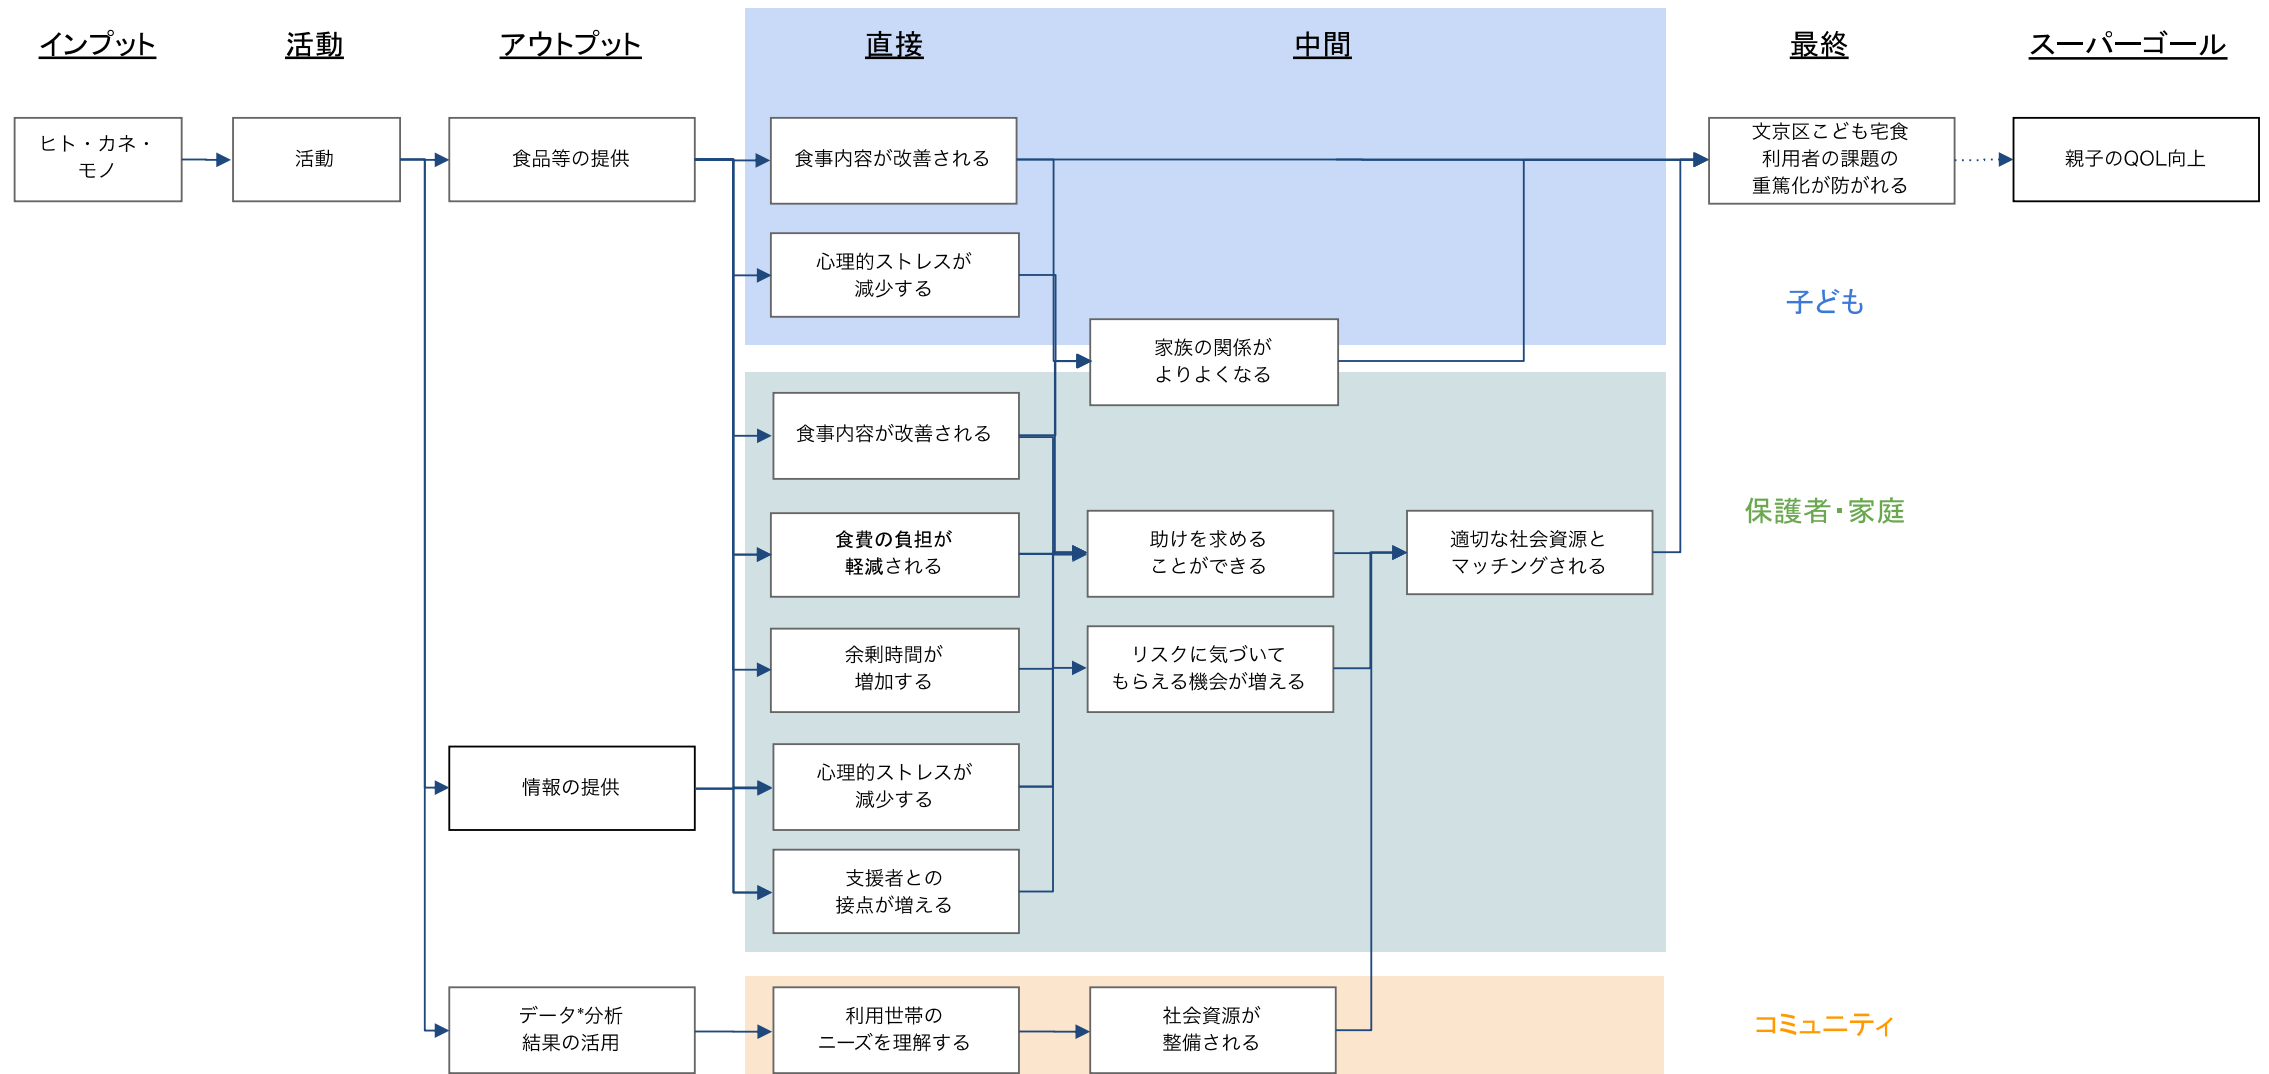 インプット
活動
アウトプット
直接
中間
最終
スーパーゴール
ヒト・カネ・
モノ
活動
食品等の提供
食事内容が改善される
文京区こども宅食
利用者の課題の
重篤化が防がれる
親子のQOL向上
心理的ストレスが
減少する
子ども
家族の関係が
よりよくなる
食事内容が改善される
保護者・家庭
食費の負担が
軽減される
助けを求める
ことができる
適切な社会資源と
マッチングされる
余剰時間が
増加する
リスクに気づいて
もらえる機会が増える
情報の提供
心理的ストレスが
減少する
支援者との
接点が増える
データ*分析
結果の活用
利用世帯の
ニーズを理解する
社会資源が
整備される
コミュニティ